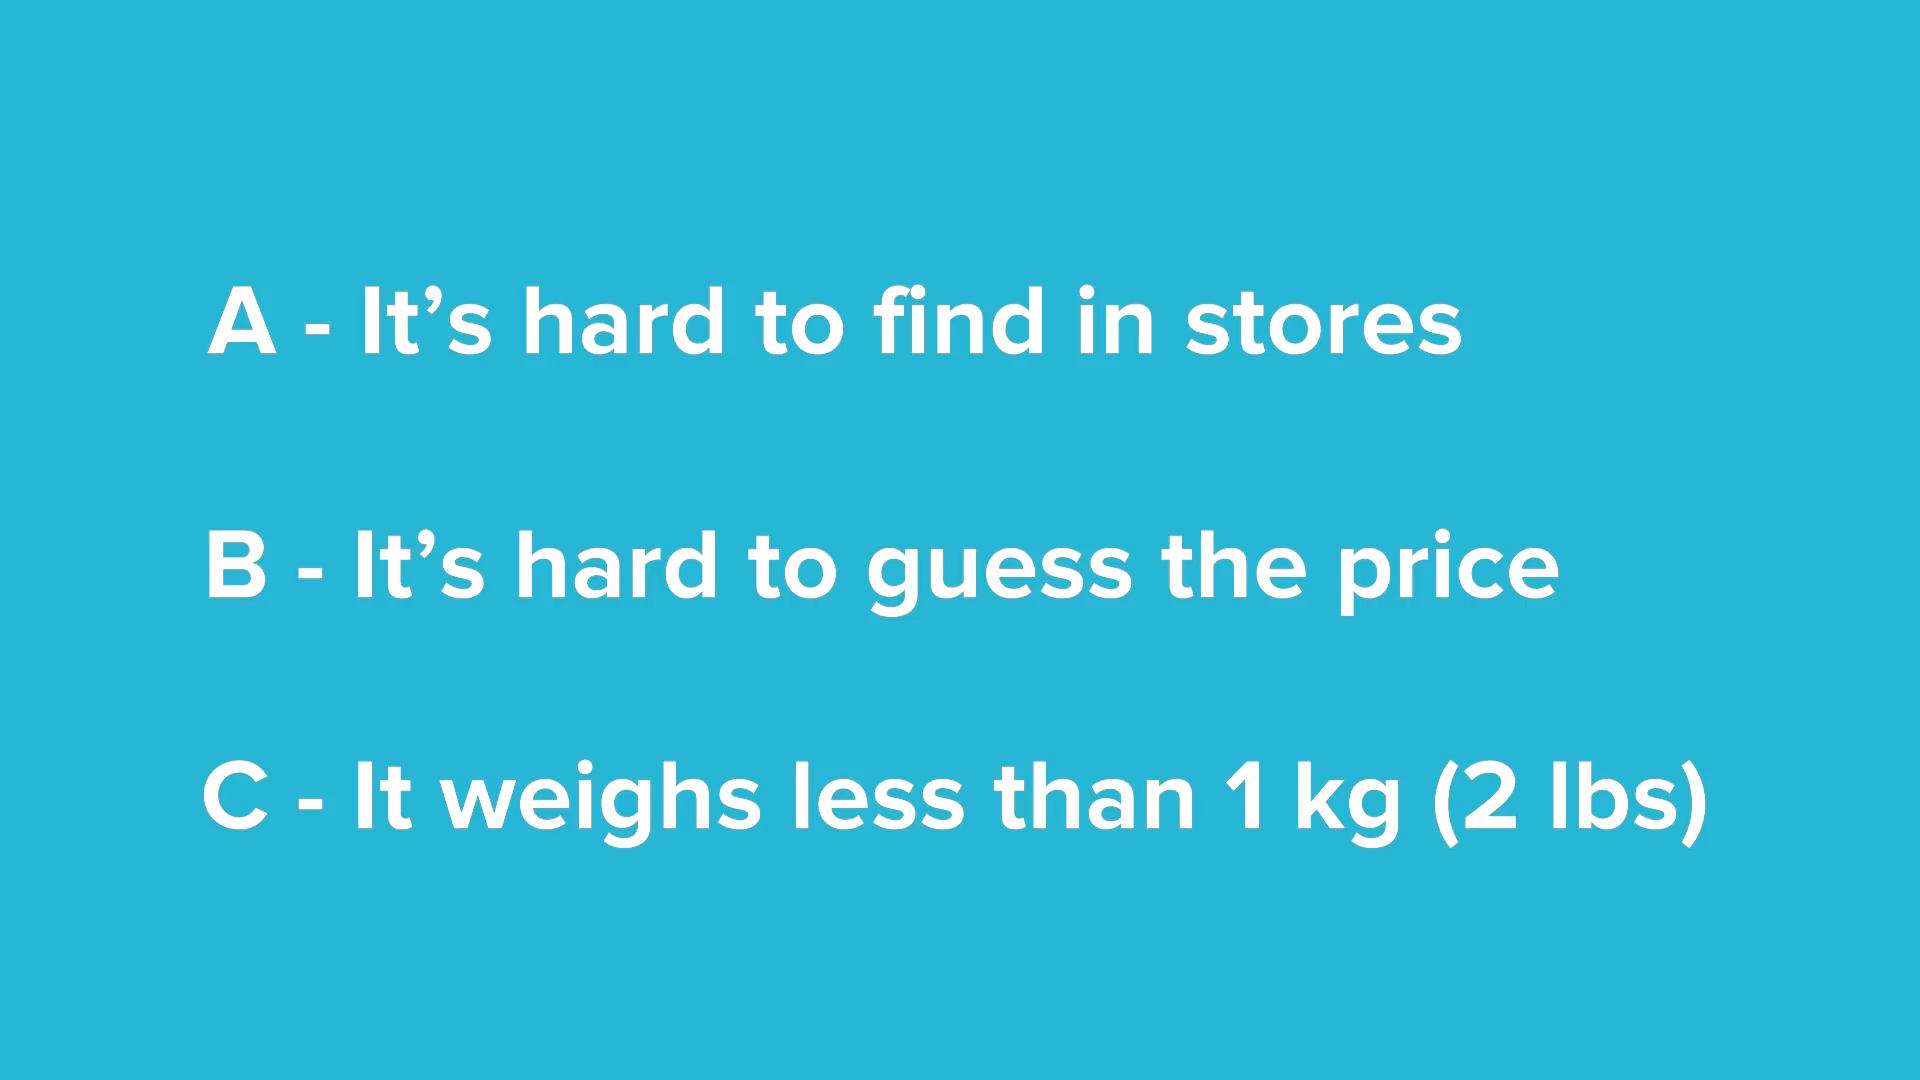 A - It’s hard to find in stores
B - It’s hard to guess the price
C - It weighs less than 1 kg (2 lbs)